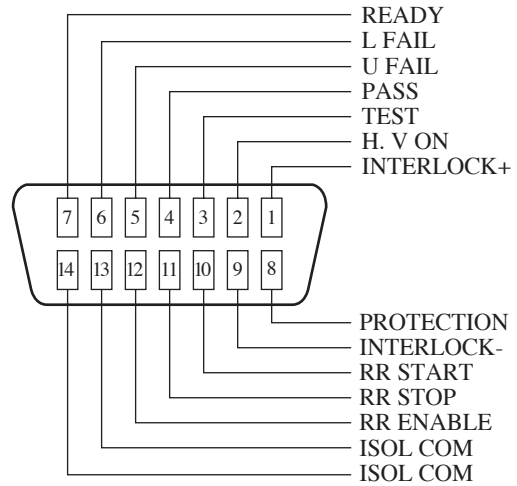 READY
L FAIL
U FAIL
PASS
TEST
H. V ON
INTERLOCK+
7 6 5 4 3 2 1
14 13 12 11 10 9 8
PROTECTION
INTERLOCK-
RR START
RR STOP
RR ENABLE
ISOL COM
ISOL COM